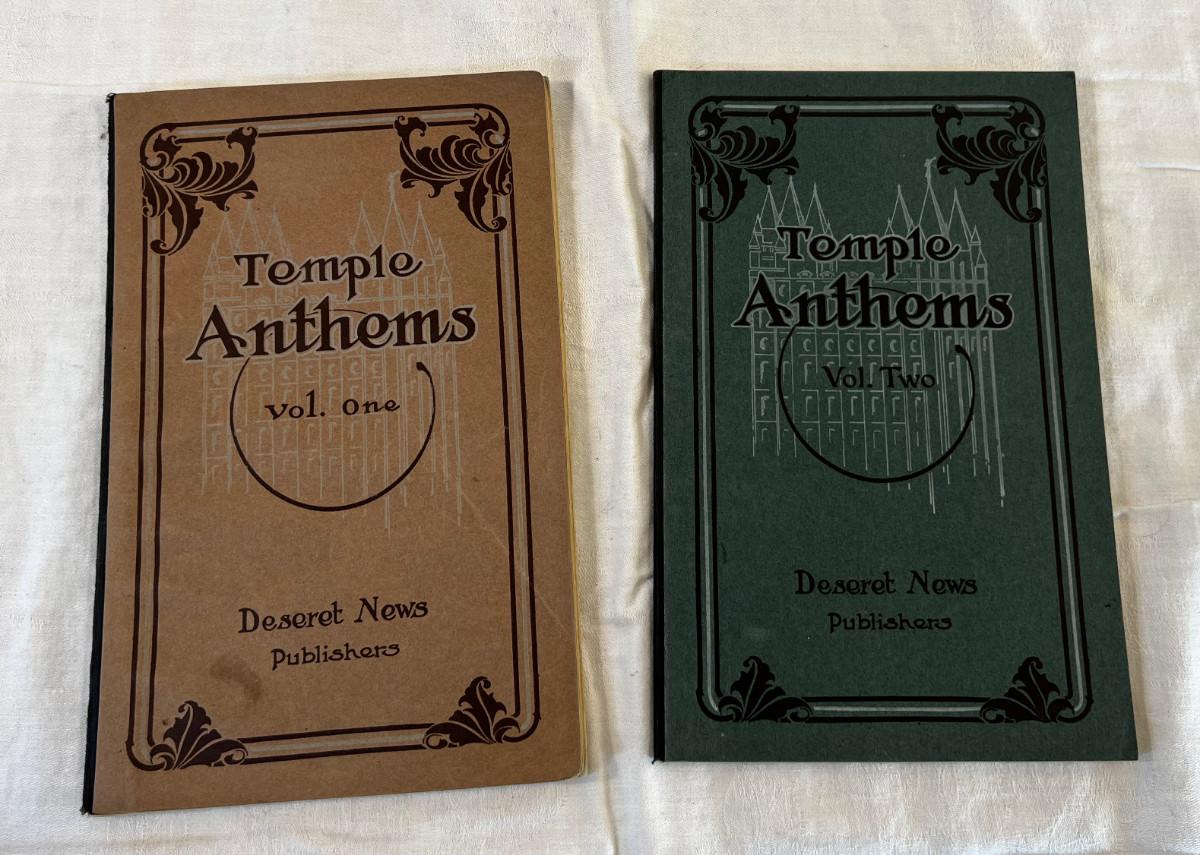 Temple
Anthems
Vol. One
Deseret News
Publishers
Temple
Anthems
Vol. Two
Deseret News
Publishers